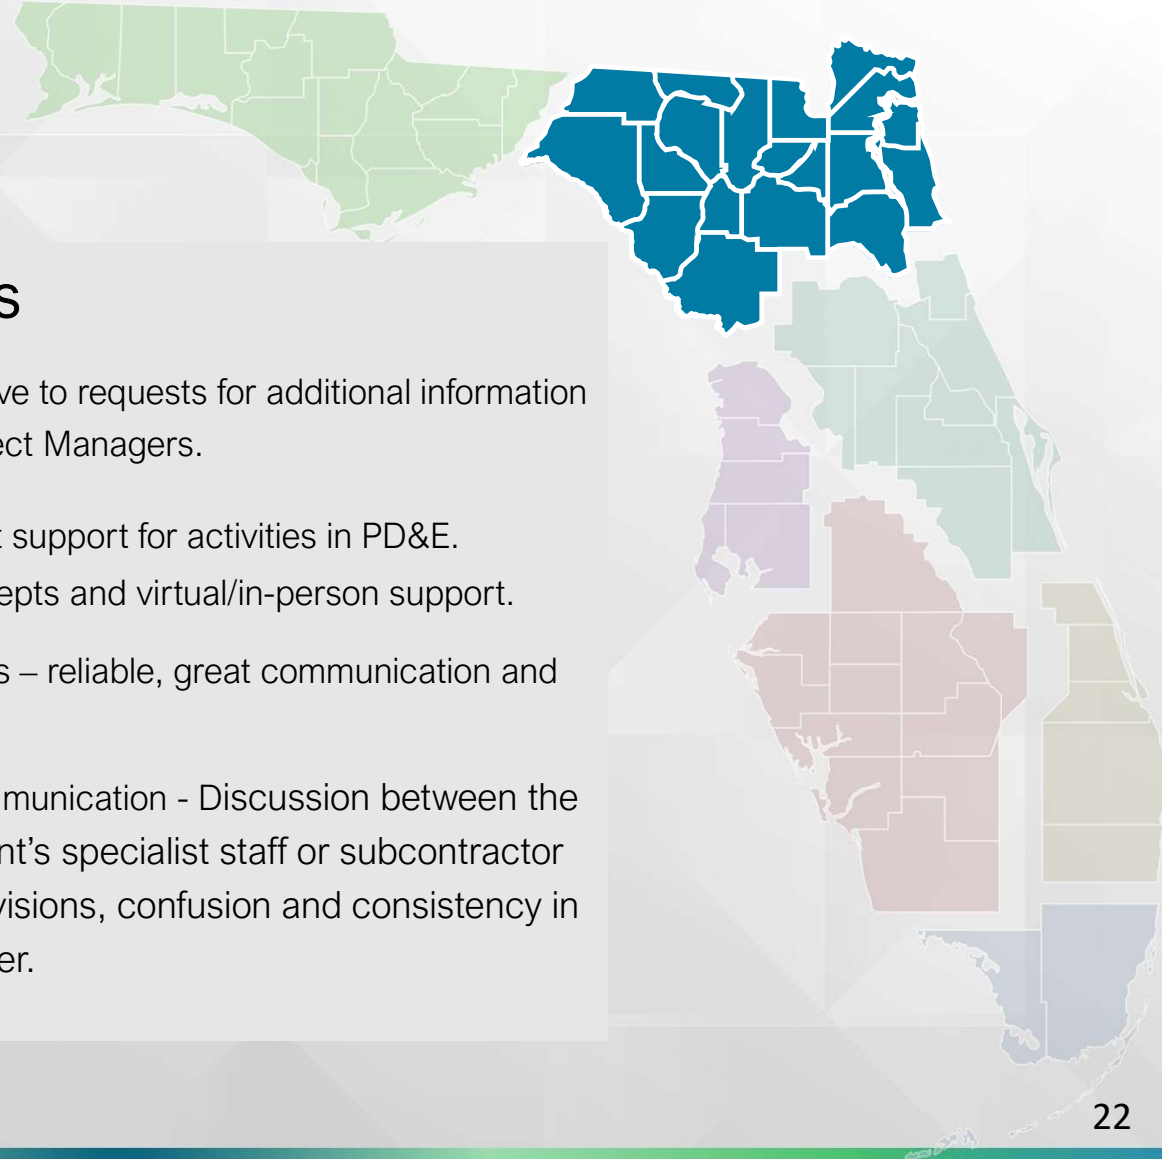 s
ve to requests for additional information
ect Managers.
t support for activities in PD&E.
epts and virtual/in-person support.
s – reliable, great communication and
munication - Discussion between the
nt’s specialist staff or subcontractor
visions, confusion and consistency in
er.
22